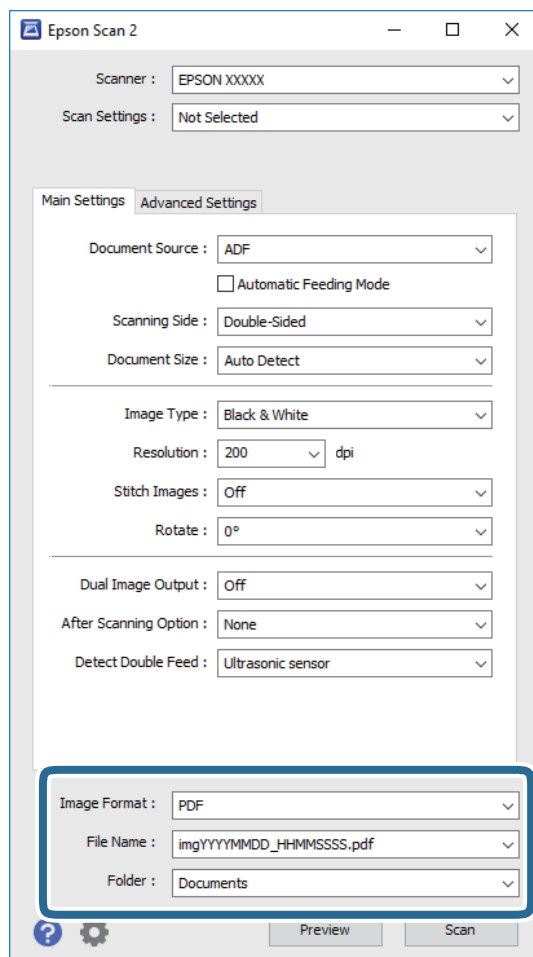 Epson Scan 2
Scanner : EPSON XXXXX
Scan Settings : Not Selected
Main Settings Advanced Settings
Document Source : ADF
Automatic Feeding Mode
Scanning Side : Double-Sided
Document Size : Auto Detect
Image Type : Black & White
Resolution : 200 dpi
Stitch Images : Off
Rotate : 0°
Dual Image Output : Off
After Scanning Option : None
Detect Double Feed : Ultrasonic sensor
Image Format : PDF
File Name : imgYYYYMMDD_HHMMSSSS.pdf
Folder : Documents
? Preview Scan